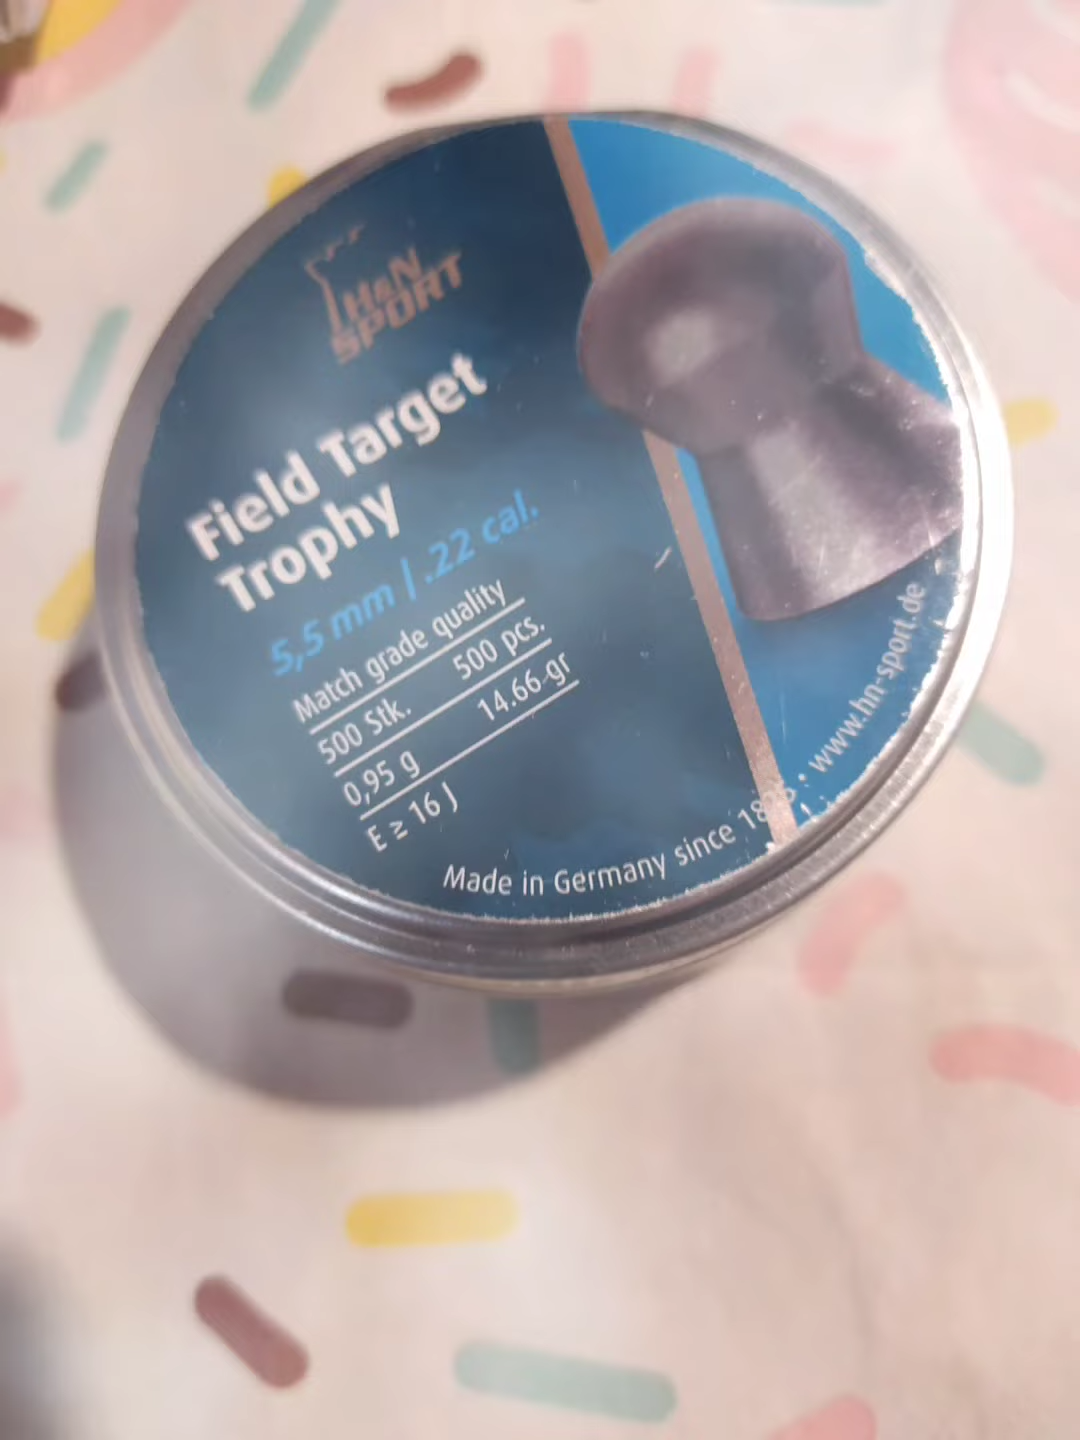 H&N
SPORT
Field Target
Trophy
5,5 mm | .22 cal.
Match grade quality
500 Stk. 500 pcs.
0,95 g 14.66 gr
E ≥ 16 J
Made in Germany since • www.hn-sport.de